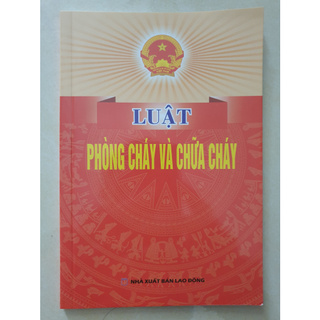 LUẬT
PHÒNG CHÁY VÀ CHỮA CHÁY
NHÀ XUẤT BẢN LAO ĐỘNG